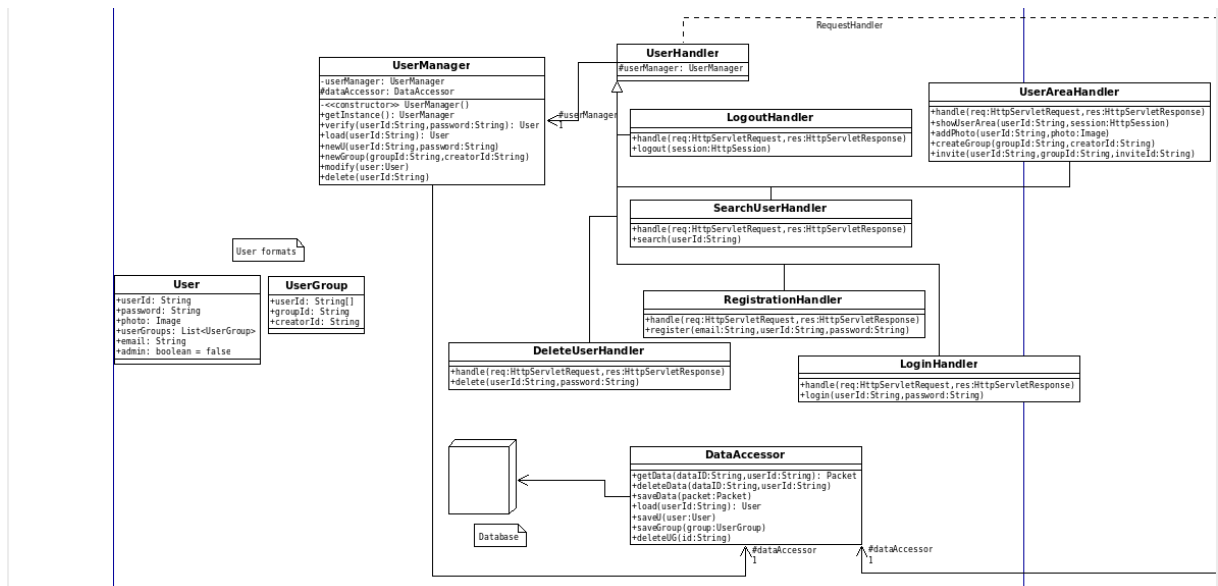 RequestHandler
UserHandler
#userManager: UserManager
UserManager
-userManager: UserManager
#dataAccessor: DataAccessor
-<<constructor>> UserManager()
+getInstance(): UserManager
+verify(userId:String,password:String): User
+load(userId:String): User
+newU(userId:String,password:String)
+newGroup(groupId:String,creatorId:String)
+modify(user:User)
+delete(userId:String)
#userManager
1
UserAreaHandler
+handle(req:HttpServletRequest,res:HttpServletResponse)
+showUserArea(userId:String,session:HttpSession)
+addPhoto(userId:String,photo:Image)
+createGroup(groupId:String,creatorId:String)
+invite(userId:String,groupId:String,inviteId:String)
LogoutHandler
+handle(req:HttpServletRequest,res:HttpServletResponse)
+logout(session:HttpSession)
SearchUserHandler
+handle(req:HttpServletRequest,res:HttpServletResponse)
+search(userId:String)
User formats
User
+userId: String
+password: String
+photo: Image
+userGroups: List<UserGroup>
+email: String
+admin: boolean = false
UserGroup
+userId: String[]
+groupId: String
+creatorId: String
RegistrationHandler
+handle(req:HttpServletRequest,res:HttpServletResponse)
+register(email:String,userId:String,password:String)
DeleteUserHandler
+handle(req:HttpServletRequest,res:HttpServletResponse)
+delete(userId:String,password:String)
LoginHandler
+handle(req:HttpServletRequest,res:HttpServletResponse)
+login(userId:String,password:String)
DataAccessor
+getData(dataID:String,userId:String): Packet
+deleteData(dataID:String,userId:String)
+saveData(packet:Packet)
+load(userId:String): User
+saveU(user:User)
+saveGroup(group:UserGroup)
+deleteUG(id:String)
Database
#dataAccessor
1
#dataAccessor
1